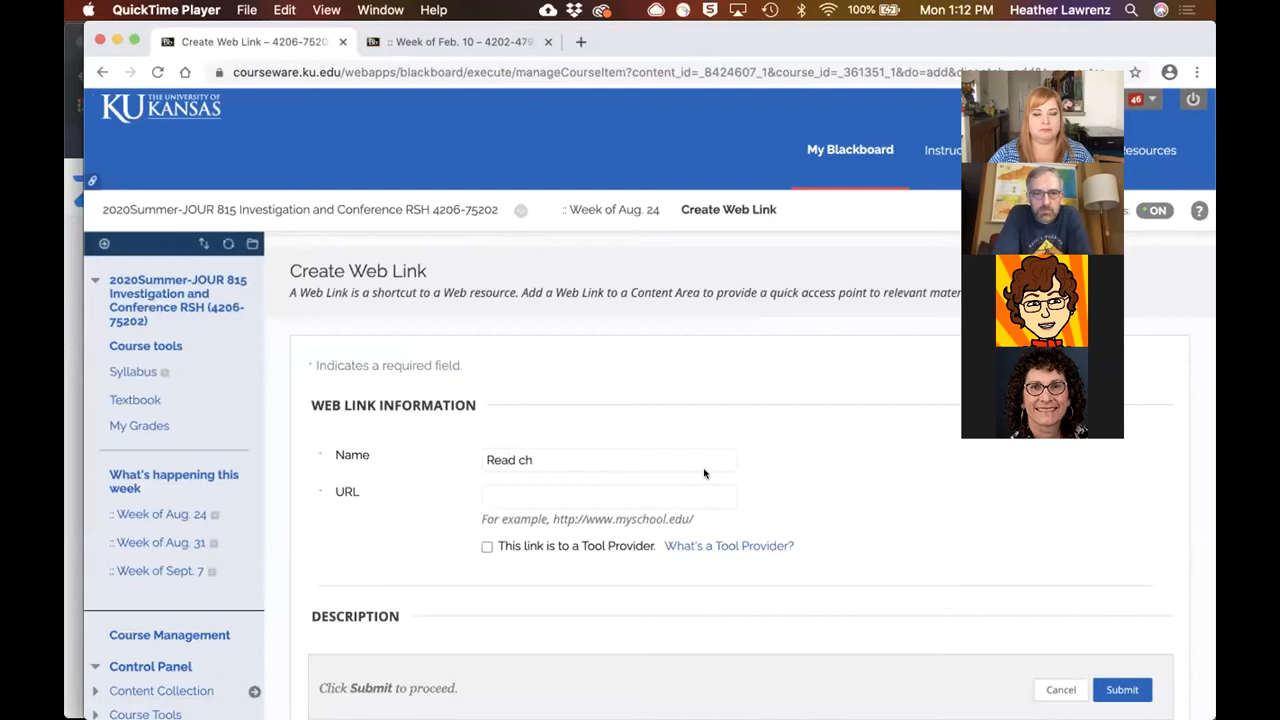 QuickTime Player File Edit View Window Help 5 100% Mon 1:12 PM Heather Lawrenz
Create Web Link – 4206-752 :: Week of Feb. 10 – 4202-479
courseware.ku.edu/webapps/blackboard/execute/manageCourseItem?content_id=_8424607_1&course_id=_361351_1&do=add&di
KU THE UNIVERSITY OF KANSAS
46
My Blackboard Instruc Resources
2020Summer-JOUR 815 Investigation and Conference RSH 4206-75202 :: Week of Aug. 24 Create Web Link ON ?
Create Web Link
A Web Link is a shortcut to a Web resource. Add a Web Link to a Content Area to provide a quick access point to relevant mater
2020Summer-JOUR 815
Investigation and
Conference RSH (4206-
75202)
Course tools
Syllabus
Textbook
My Grades
What's happening this
week
:: Week of Aug. 24
:: Week of Aug. 31
:: Week of Sept. 7
Course Management
Control Panel
Content Collection
Course Tools
* Indicates a required field.
WEB LINK INFORMATION
* Name Read ch
* URL
For example, http://www.myschool.edu/
This link is to a Tool Provider. What's a Tool Provider?
DESCRIPTION
Click Submit to proceed. Cancel Submit